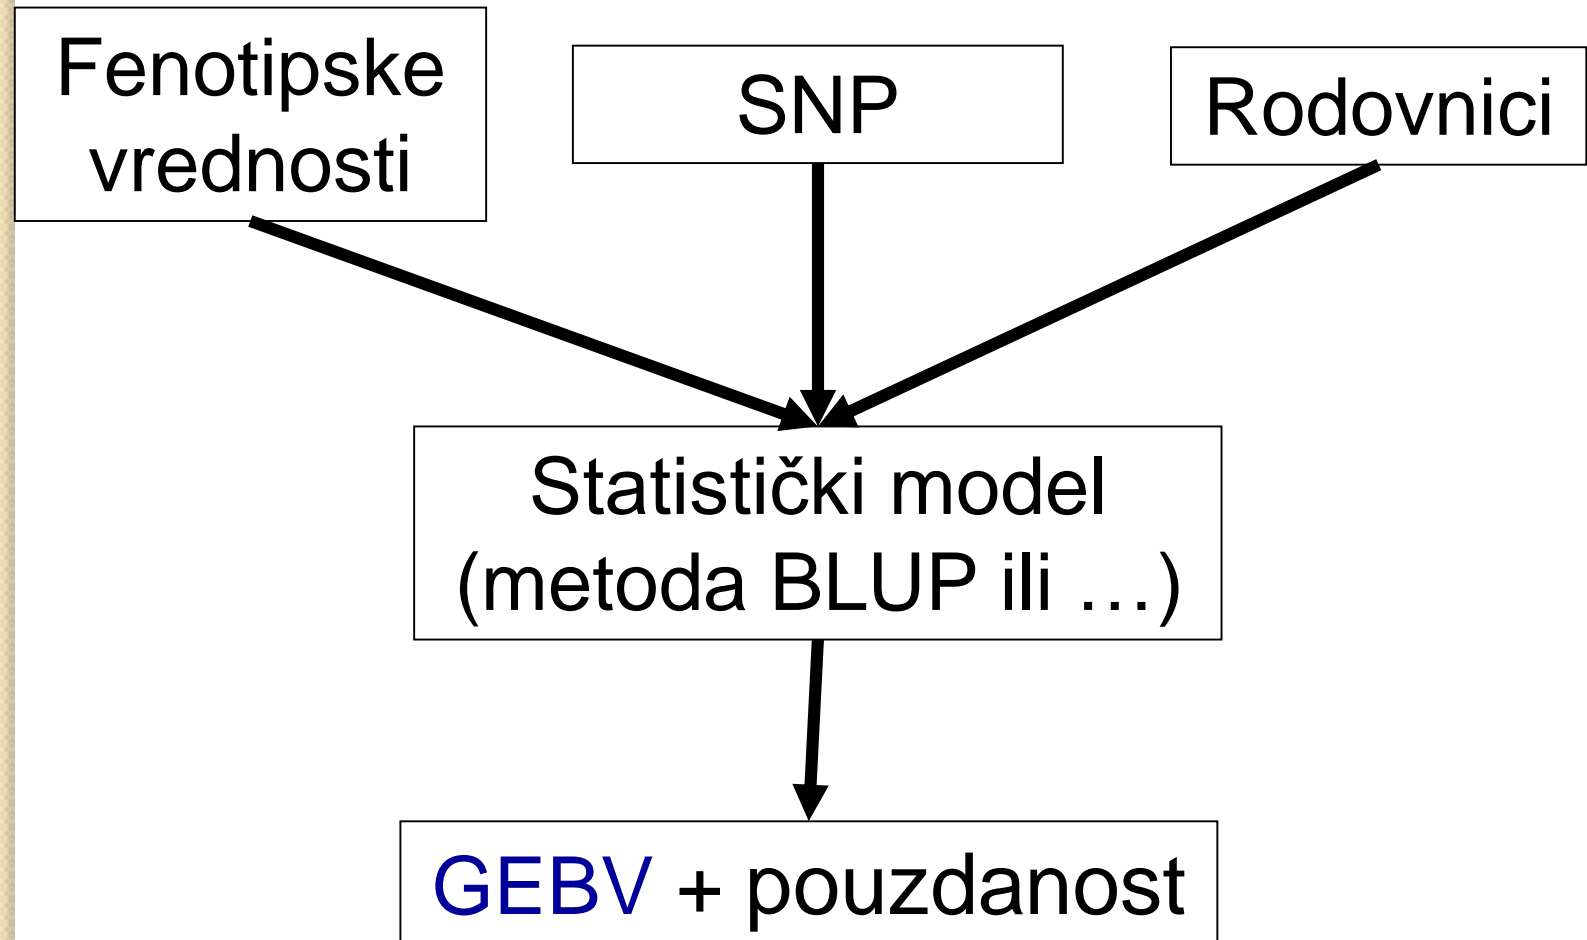 Fenotipske
vrednosti
SNP
Rodovnici
Statistički model
(metoda BLUP ili …)
GEBV + pouzdanost